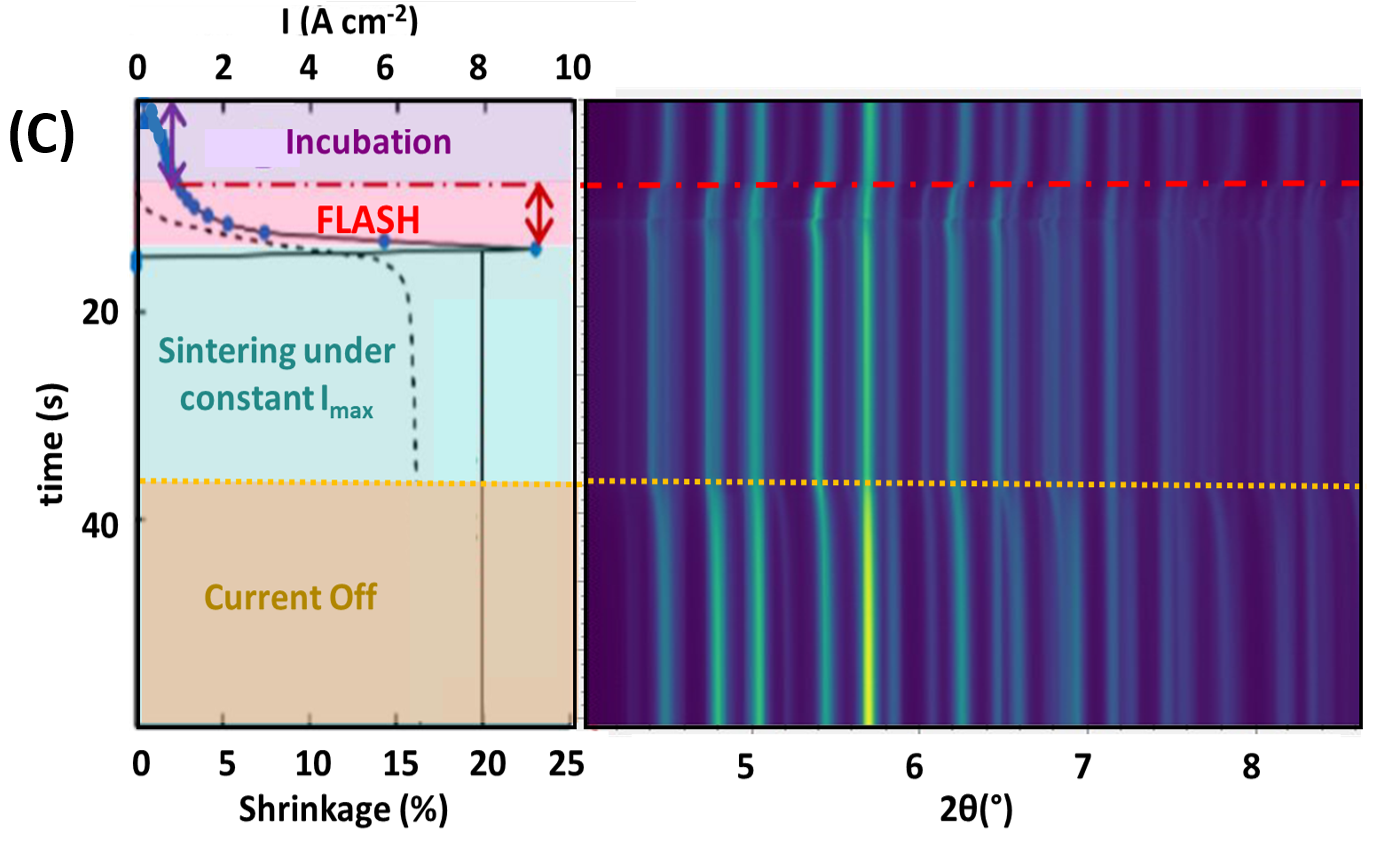 I (A cm-2)
0 2 4 6 8 10
(C)
Incubation
FLASH
20
Sintering under
constant Imax
time (s)
40
Current Off
0 5 10 15 20 25
5 6 7 8
Shrinkage (%)
2θ(°)